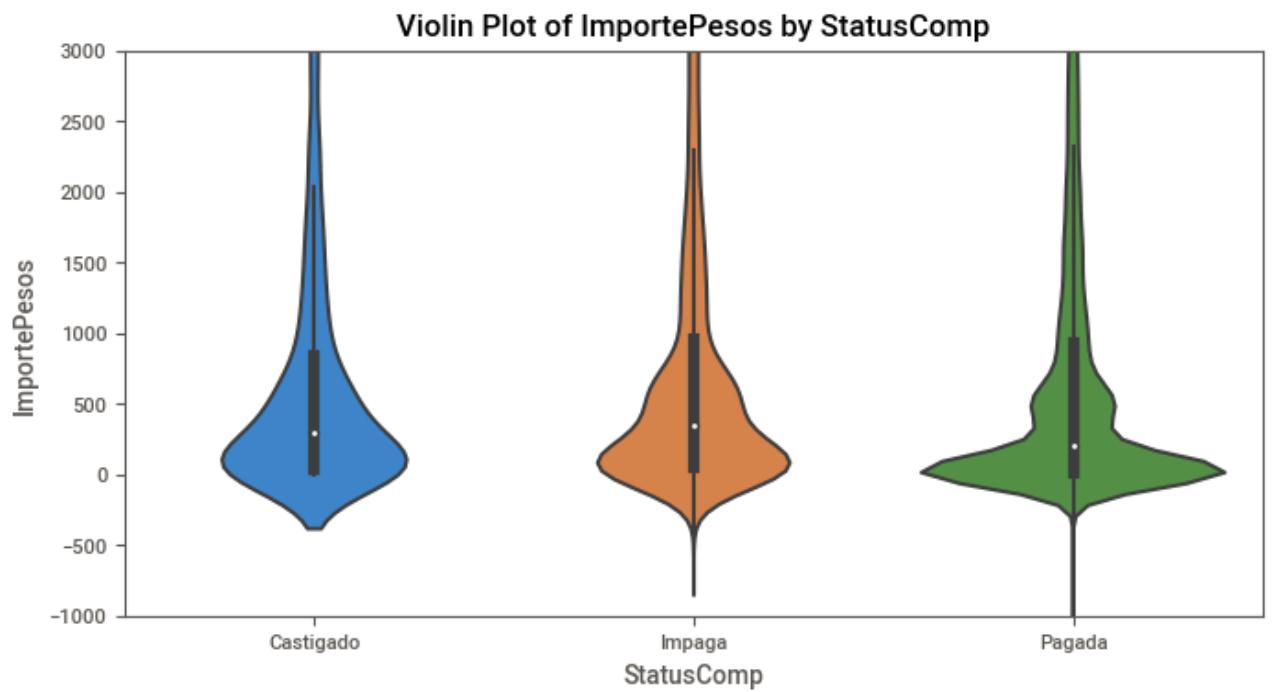 Violin Plot of ImportePesos by StatusComp
3000
2500
2000
1500
1000
500
0
−500
−1000
ImportePesos
Castigado
Impaga
Pagada
StatusComp